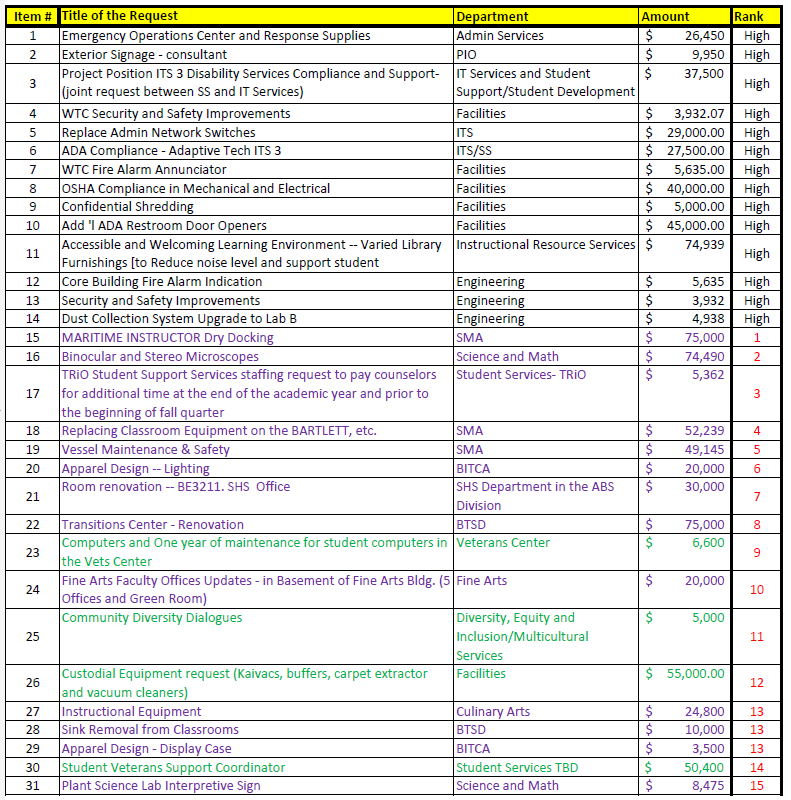 Item # Title of the Request Department Amount Rank
1 Emergency Operations Center and Response Supplies Admin Services $ 26,450 High
2 Exterior Signage - consultant PIO $ 9,950 High
3 Project Position ITS 3 Disability Services Compliance and Support- IT Services and Student $ 37,500 High
(joint request between SS and IT Services) Support/Student Development
4 WTC Security and Safety Improvements Facilities $ 3,932.07 High
5 Replace Admin Network Switches ITS $ 29,000.00 High
6 ADA Compliance - Adaptive Tech ITS 3 ITS/SS $ 27,500.00 High
7 WTC Fire Alarm Annunciator Facilities $ 5,635.00 High
8 OSHA Compliance in Mechanical and Electrical Facilities $ 40,000.00 High
9 Confidential Shredding Facilities $ 5,000.00 High
10 Add 'l ADA Restroom Door Openers Facilities $ 45,000.00 High
11 Accessible and Welcoming Learning Environment -- Varied Library Instructional Resource Services $ 74,939 High
Furnishings [to Reduce noise level and support student
12 Core Building Fire Alarm Indication Engineering $ 5,635 High
13 Security and Safety Improvements Engineering $ 3,932 High
14 Dust Collection System Upgrade to Lab B Engineering $ 4,938 High
15 MARITIME INSTRUCTOR Dry Docking SMA $ 75,000 1
16 Binocular and Stereo Microscopes Science and Math $ 74,490 2
17 TRiO Student Support Services staffing request to pay counselors Student Services- TRiO $ 5,362 3
for additional time at the end of the academic year and prior to
the beginning of fall quarter
18 Replacing Classroom Equipment on the BARTLETT, etc. SMA $ 52,239 4
19 Vessel Maintenance & Safety SMA $ 49,145 5
20 Apparel Design -- Lighting BITCA $ 20,000 6
21 Room renovation -- BE3211. SHS Office SHS Department in the ABS $ 30,000 7
Division
22 Transitions Center - Renovation BTSD $ 75,000 8
23 Computers and One year of maintenance for student computers in Veterans Center $ 6,600 9
the Vets Center
24 Fine Arts Faculty Offices Updates - in Basement of Fine Arts Bldg. (5 Fine Arts $ 20,000 10
Offices and Green Room)
25 Community Diversity Dialogues Diversity, Equity and $ 5,000 11
Inclusion/Multicultural
Services
26 Custodial Equipment request (Kaivacs, buffers, carpet extractor Facilities $ 55,000.00 12
and vacuum cleaners)
27 Instructional Equipment Culinary Arts $ 24,800 13
28 Sink Removal from Classrooms BTSD $ 10,000 13
29 Apparel Design - Display Case BITCA $ 3,500 13
30 Student Veterans Support Coordinator Student Services TBD $ 50,400 14
31 Plant Science Lab Interpretive Sign Science and Math $ 8,475 15